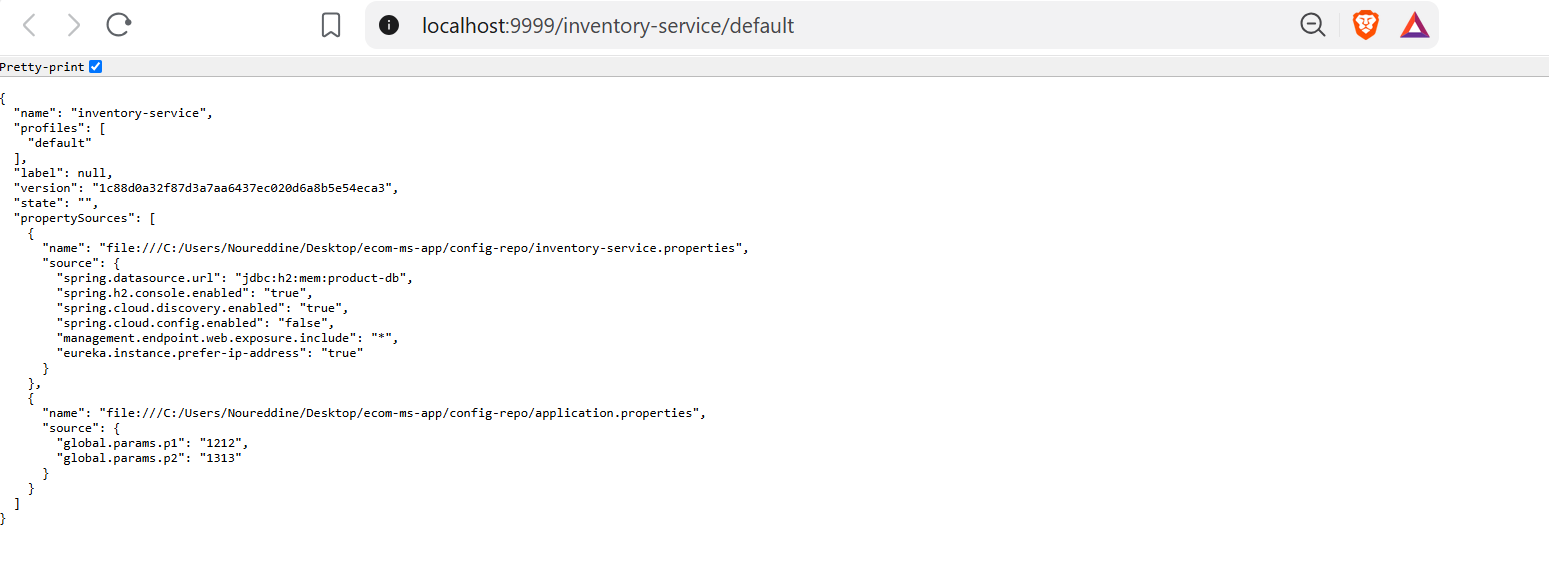 localhost:9999/inventory-service/default
Pretty-print
{
  "name": "inventory-service",
  "profiles": [
    "default"
  ],
  "label": null,
  "version": "1c88d0a32f87d3a7aa6437ec020d6a8b5e54eca3",
  "state": "",
  "propertySources": [
    {
      "name": "file:///C:/Users/Noureddine/Desktop/ecom-ms-app/config-repo/inventory-service.properties",
      "source": {
        "spring.datasource.url": "jdbc:h2:mem:product-db",
        "spring.h2.console.enabled": "true",
        "spring.cloud.discovery.enabled": "true",
        "spring.cloud.config.enabled": "false",
        "management.endpoint.web.exposure.include": "*",
        "eureka.instance.prefer-ip-address": "true"
      }
    },
    {
      "name": "file:///C:/Users/Noureddine/Desktop/ecom-ms-app/config-repo/application.properties",
      "source": {
        "global.params.p1": "1212",
        "global.params.p2": "1313"
      }
    }
  ]
}